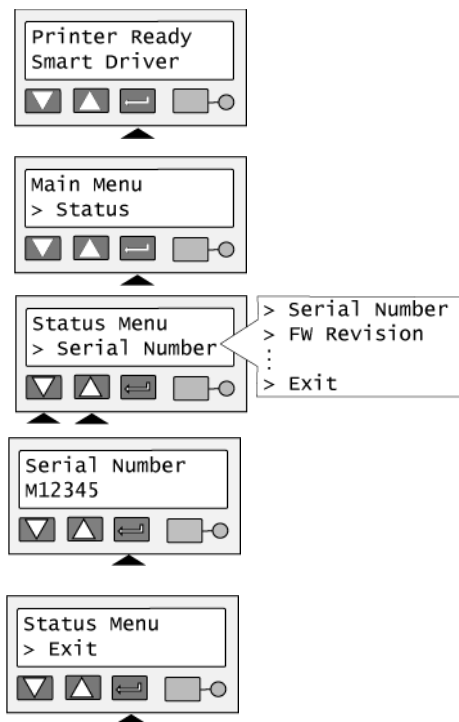 Printer Ready
Smart Driver
Main Menu
> Status
Status Menu
> Serial Number
> Serial Number
> FW Revision
⋮
> Exit
Serial Number
M12345
Status Menu
> Exit